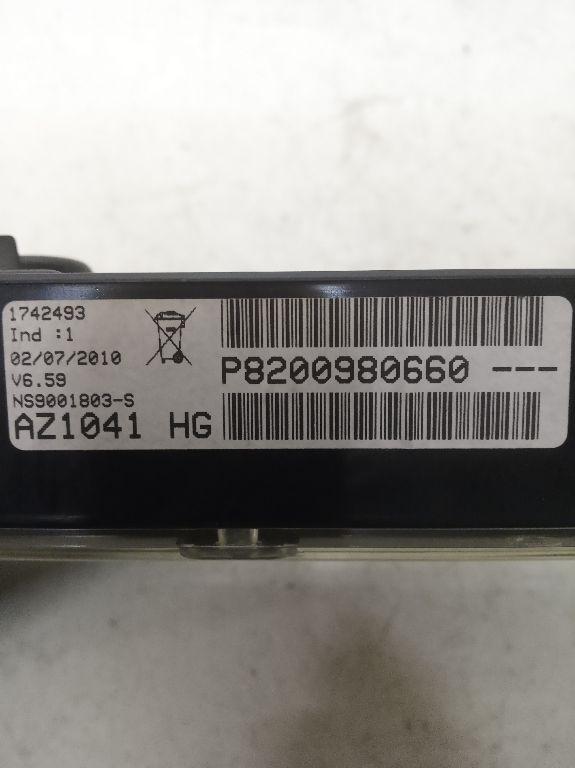 1742493
Ind :1
02/07/2010
V6.59
NS9001803-S
AZ1041 HG
P8200980660 ---